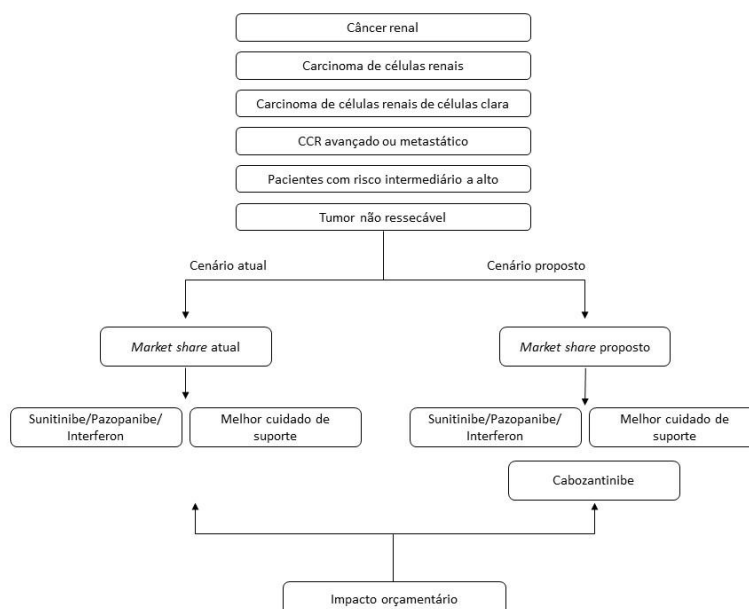 Câncer renal
Carcinoma de células renais
Carcinoma de células renais de células clara
CCR avançado ou metastático
Pacientes com risco intermediário a alto
Tumor não ressecável
Cenário atual
Cenário proposto
Market share atual
Market share proposto
Sunitinibe/Pazopanibe/
Interferon
Melhor cuidado de
suporte
Sunitinibe/Pazopanibe/
Interferon
Melhor cuidado de
suporte
Cabozantinibe
Impacto orçamentário